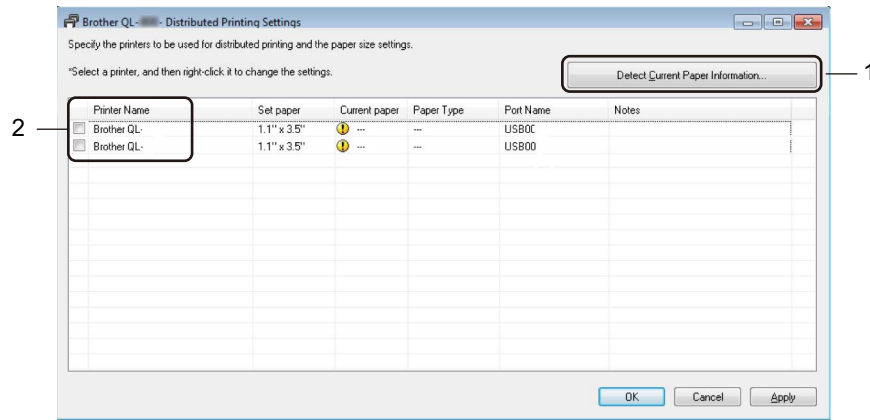 Brother QL- - Distributed Printing Settings
Specify the printers to be used for distributed printing and the paper size settings.
*Select a printer, and then right-click it to change the settings.
Detect Current Paper Information...
1
Printer Name Set paper Current paper Paper Type Port Name Notes
2
Brother QL- 1.1" x 3.5" --- --- USB00
Brother QL- 1.1" x 3.5" --- --- USB00
OK Cancel Apply